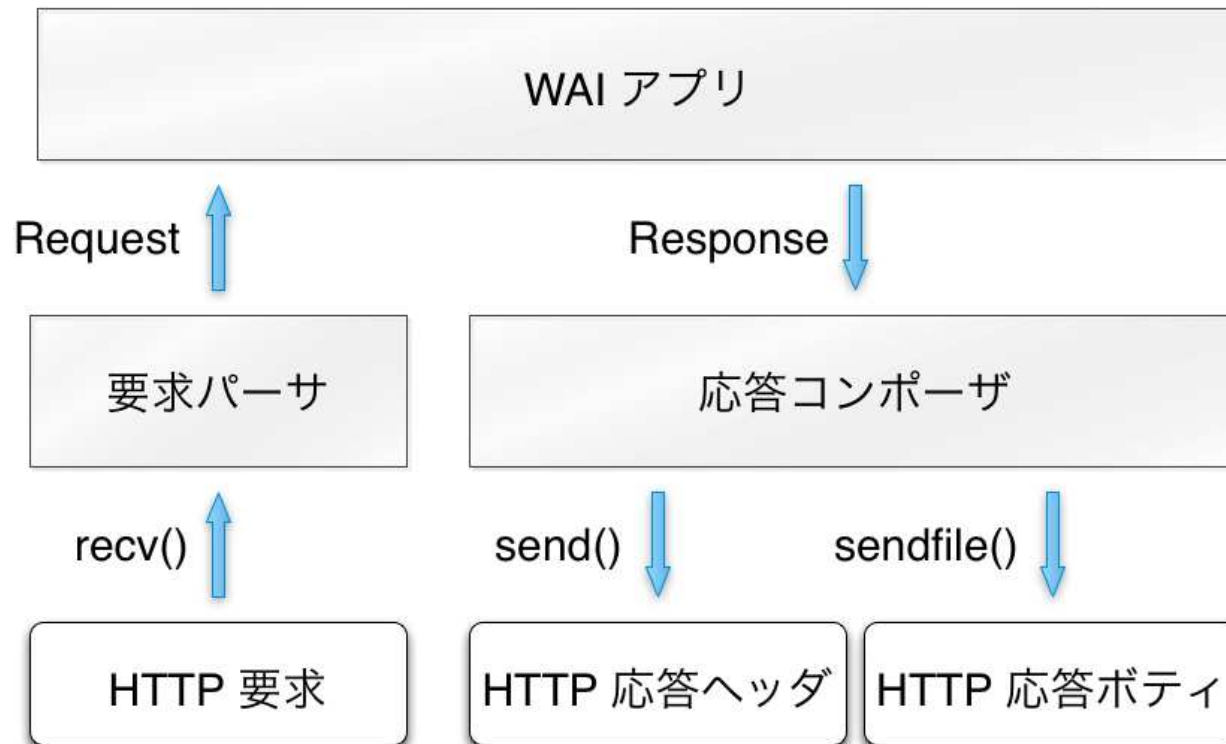 WAI アプリ
Request
Response
要求パーサ
応答コンポーザ
recv()
send()
sendfile()
HTTP 要求
HTTP 応答ヘッダ
HTTP 応答ボティ